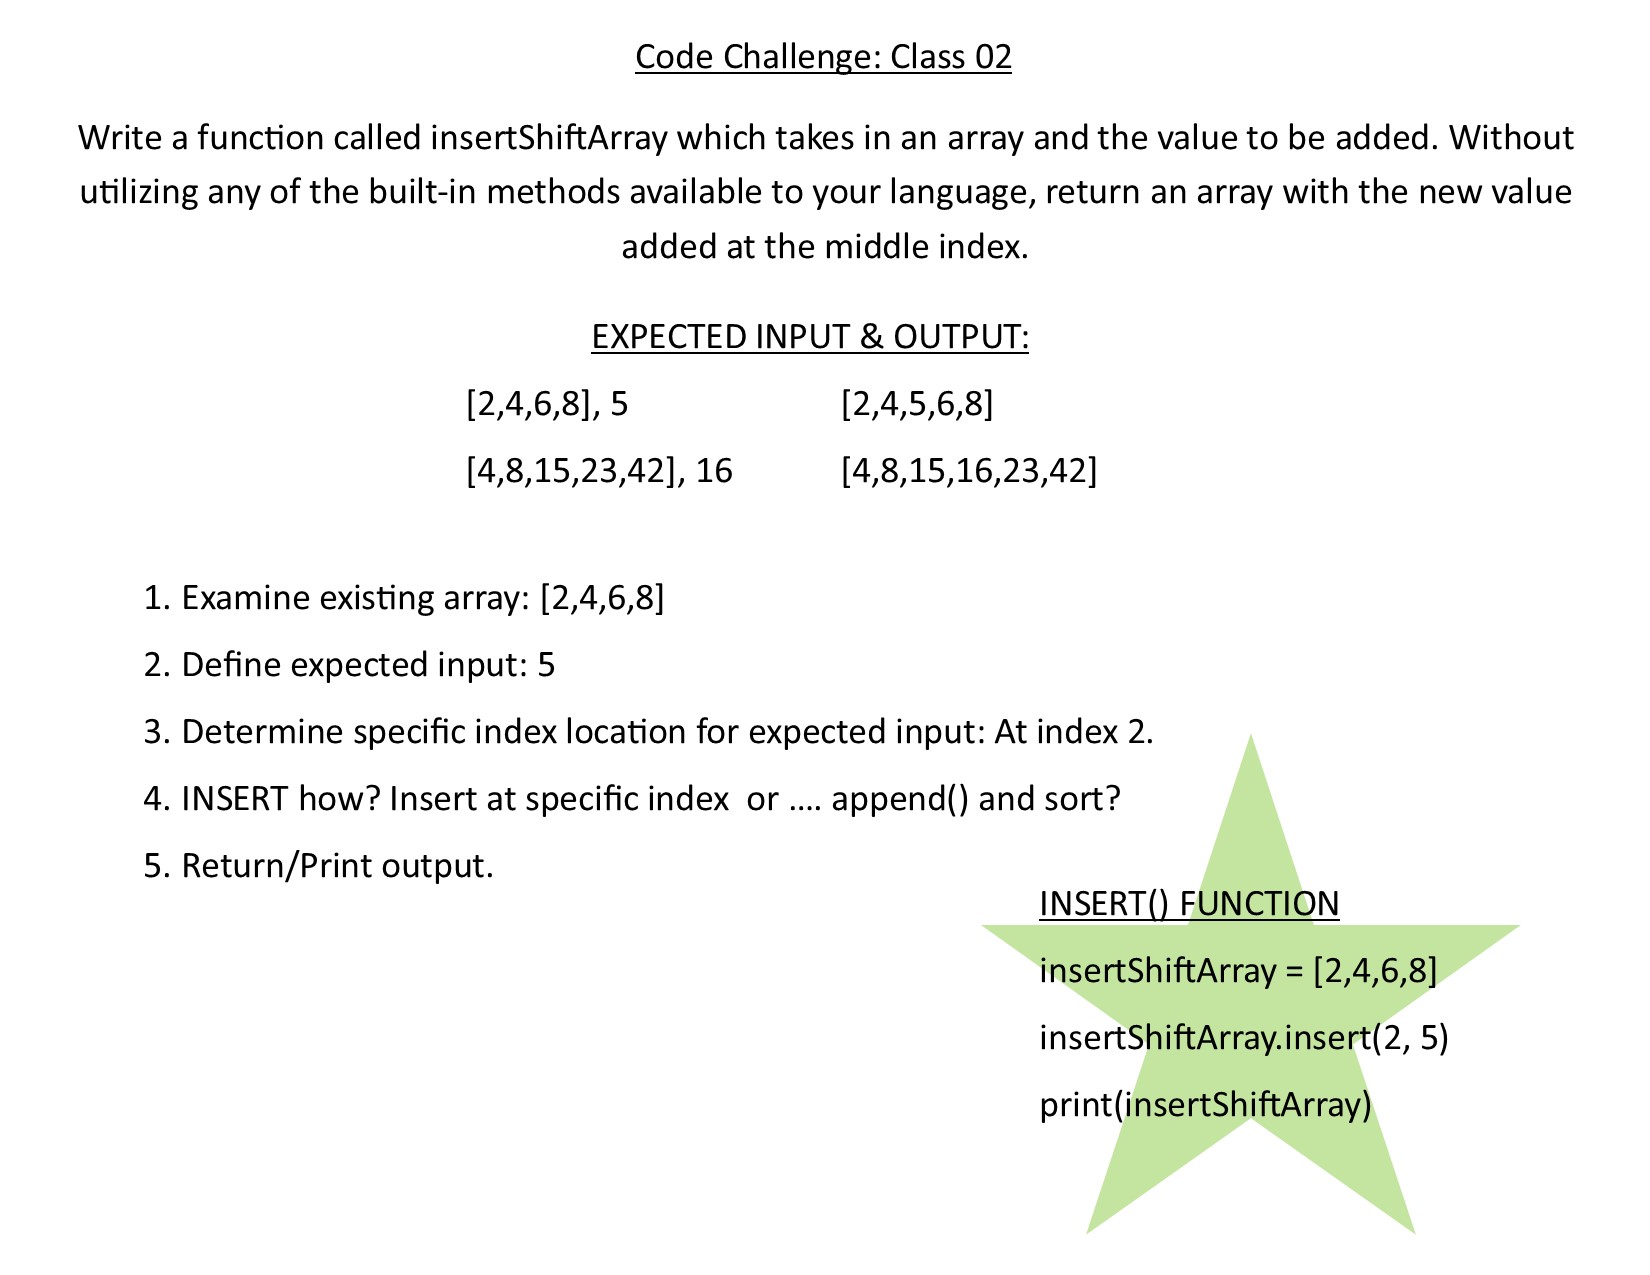 Code Challenge: Class 02
Write a function called insertShiftArray which takes in an array and the value to be added. Without
utilizing any of the built-in methods available to your language, return an array with the new value
added at the middle index.
EXPECTED INPUT & OUTPUT:
[2,4,6,8], 5 [2,4,5,6,8]
[4,8,15,23,42], 16 [4,8,15,16,23,42]
1. Examine existing array: [2,4,6,8]
2. Define expected input: 5
3. Determine specific index location for expected input: At index 2.
4. INSERT how? Insert at specific index  or .... append() and sort?
5. Return/Print output.
INSERT() FUNCTION
insertShiftArray = [2,4,6,8]
insertShiftArray.insert(2, 5)
print(insertShiftArray)